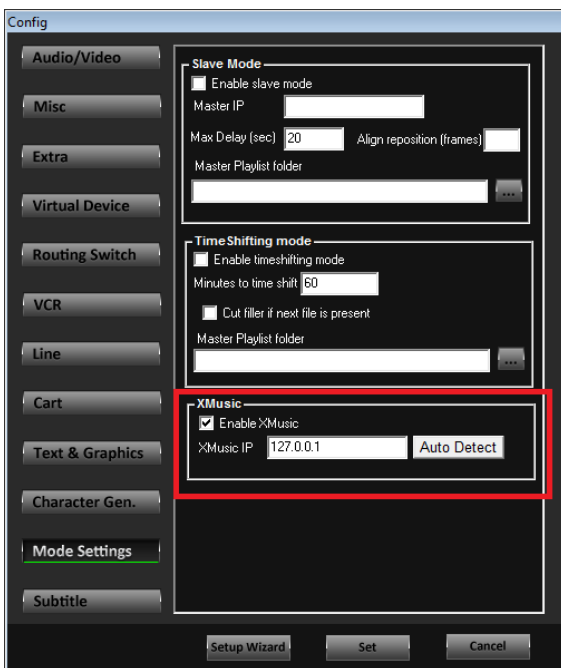 Config
Audio/Video
Misc
Extra
Virtual Device
Routing Switch
VCR
Line
Cart
Text & Graphics
Character Gen.
Mode Settings
Subtitle
Slave Mode
Enable slave mode
Master IP
Max Delay (sec) 20 Align reposition (frames)
Master Playlist folder
...
TimeShifting mode
Enable timeshifting mode
Minutes to time shift 60
Cut filler if next file is present
Master Playlist folder
...
XMusic
Enable XMusic
XMusic IP 127.0.0.1 Auto Detect
Setup Wizard Set Cancel